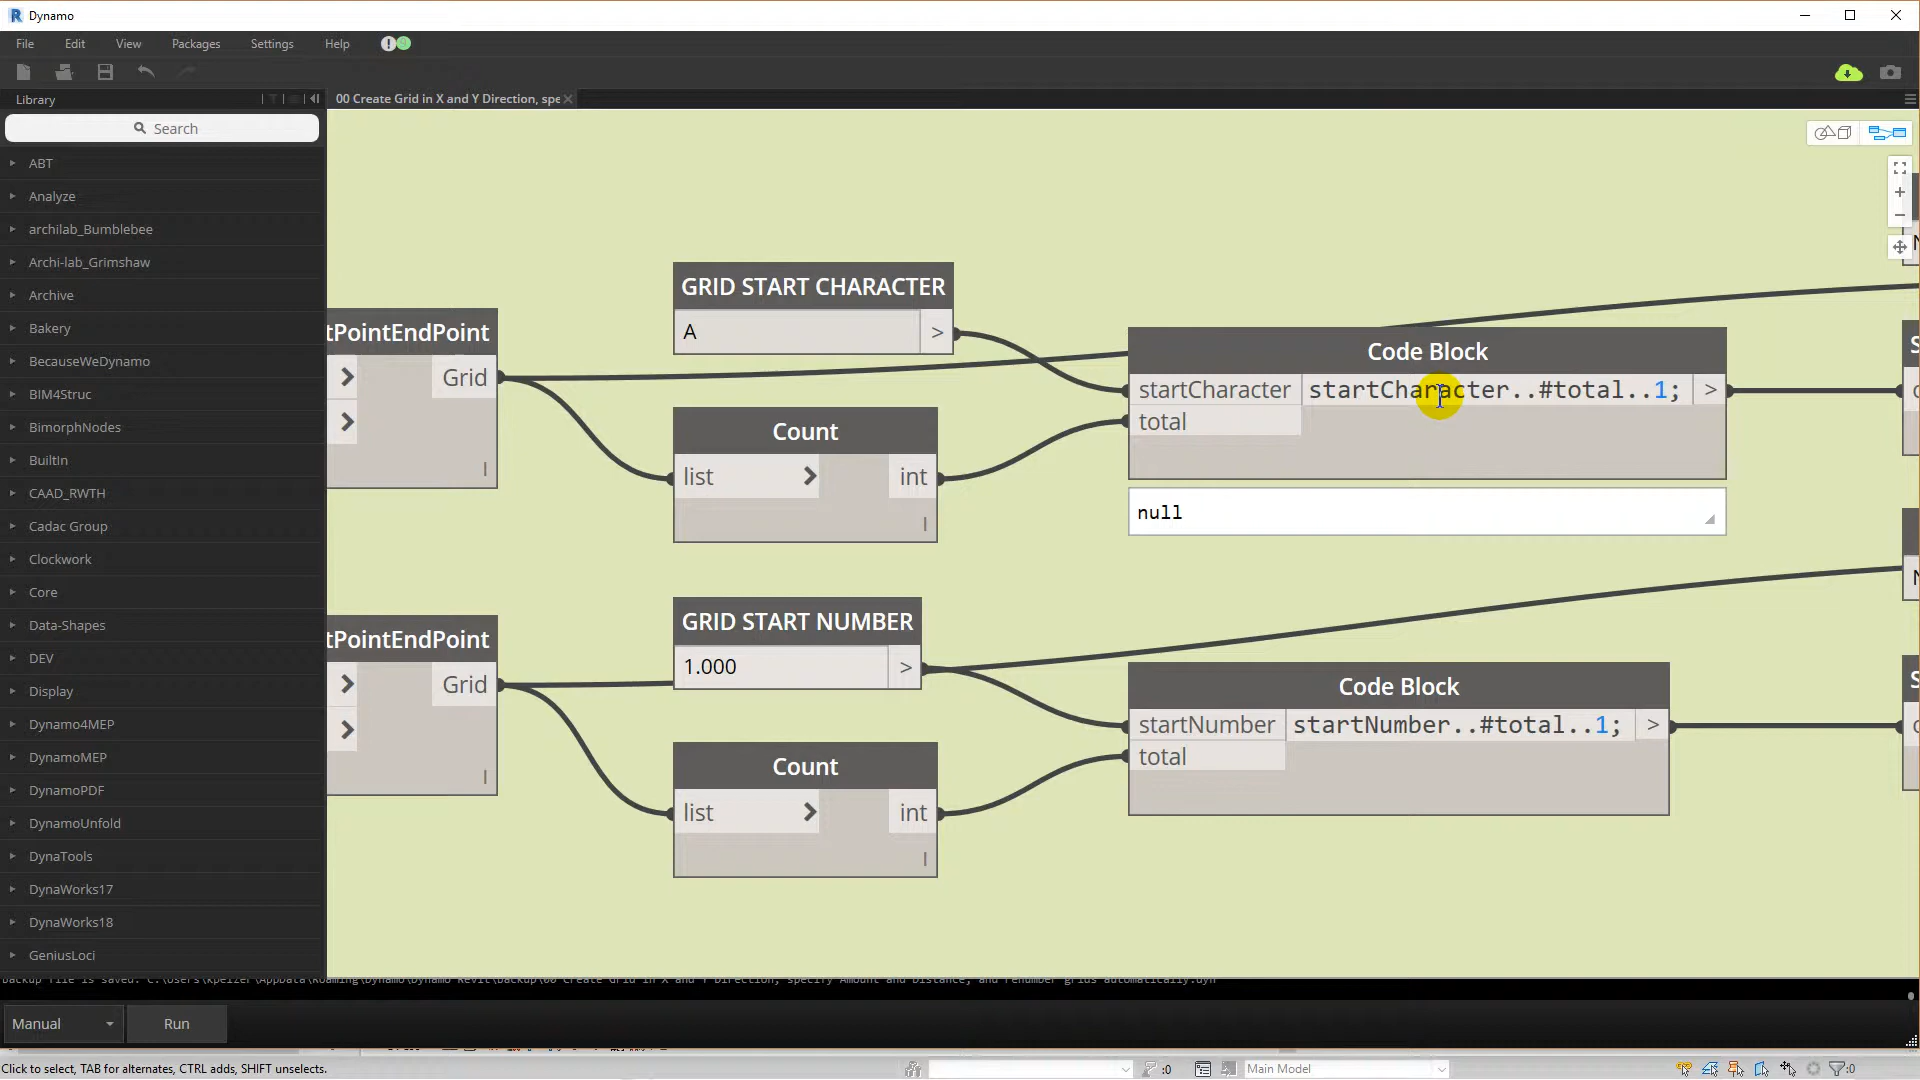 Dynamo
File Edit View Packages Settings Help
Library
00 Create Grid in X and Y Direction, spe
Search
ABT
Analyze
archilab_Bumblebee
Archi-lab_Grimshaw
Archive
Bakery
BecauseWeDynamo
BIM4Struc
BimorphNodes
BuiltIn
CAAD_RWTH
Cadac Group
Clockwork
Core
Data-Shapes
DEV
Display
Dynamo4MEP
DynamoMEP
DynamoPDF
DynamoUnfold
DynaTools
DynaWorks17
DynaWorks18
GeniusLoci
tPointEndPoint
Grid
GRID START CHARACTER
A >
Count
list int
Code Block
startCharacter startCharacter..#total..1; >
total
null
tPointEndPoint
Grid
GRID START NUMBER
1.000 >
Count
list int
Code Block
startNumber startNumber..#total..1; >
total
Manual Run
Click to select, TAB for alternates, CTRL adds, SHIFT unselects.
:0
Main Model
:0